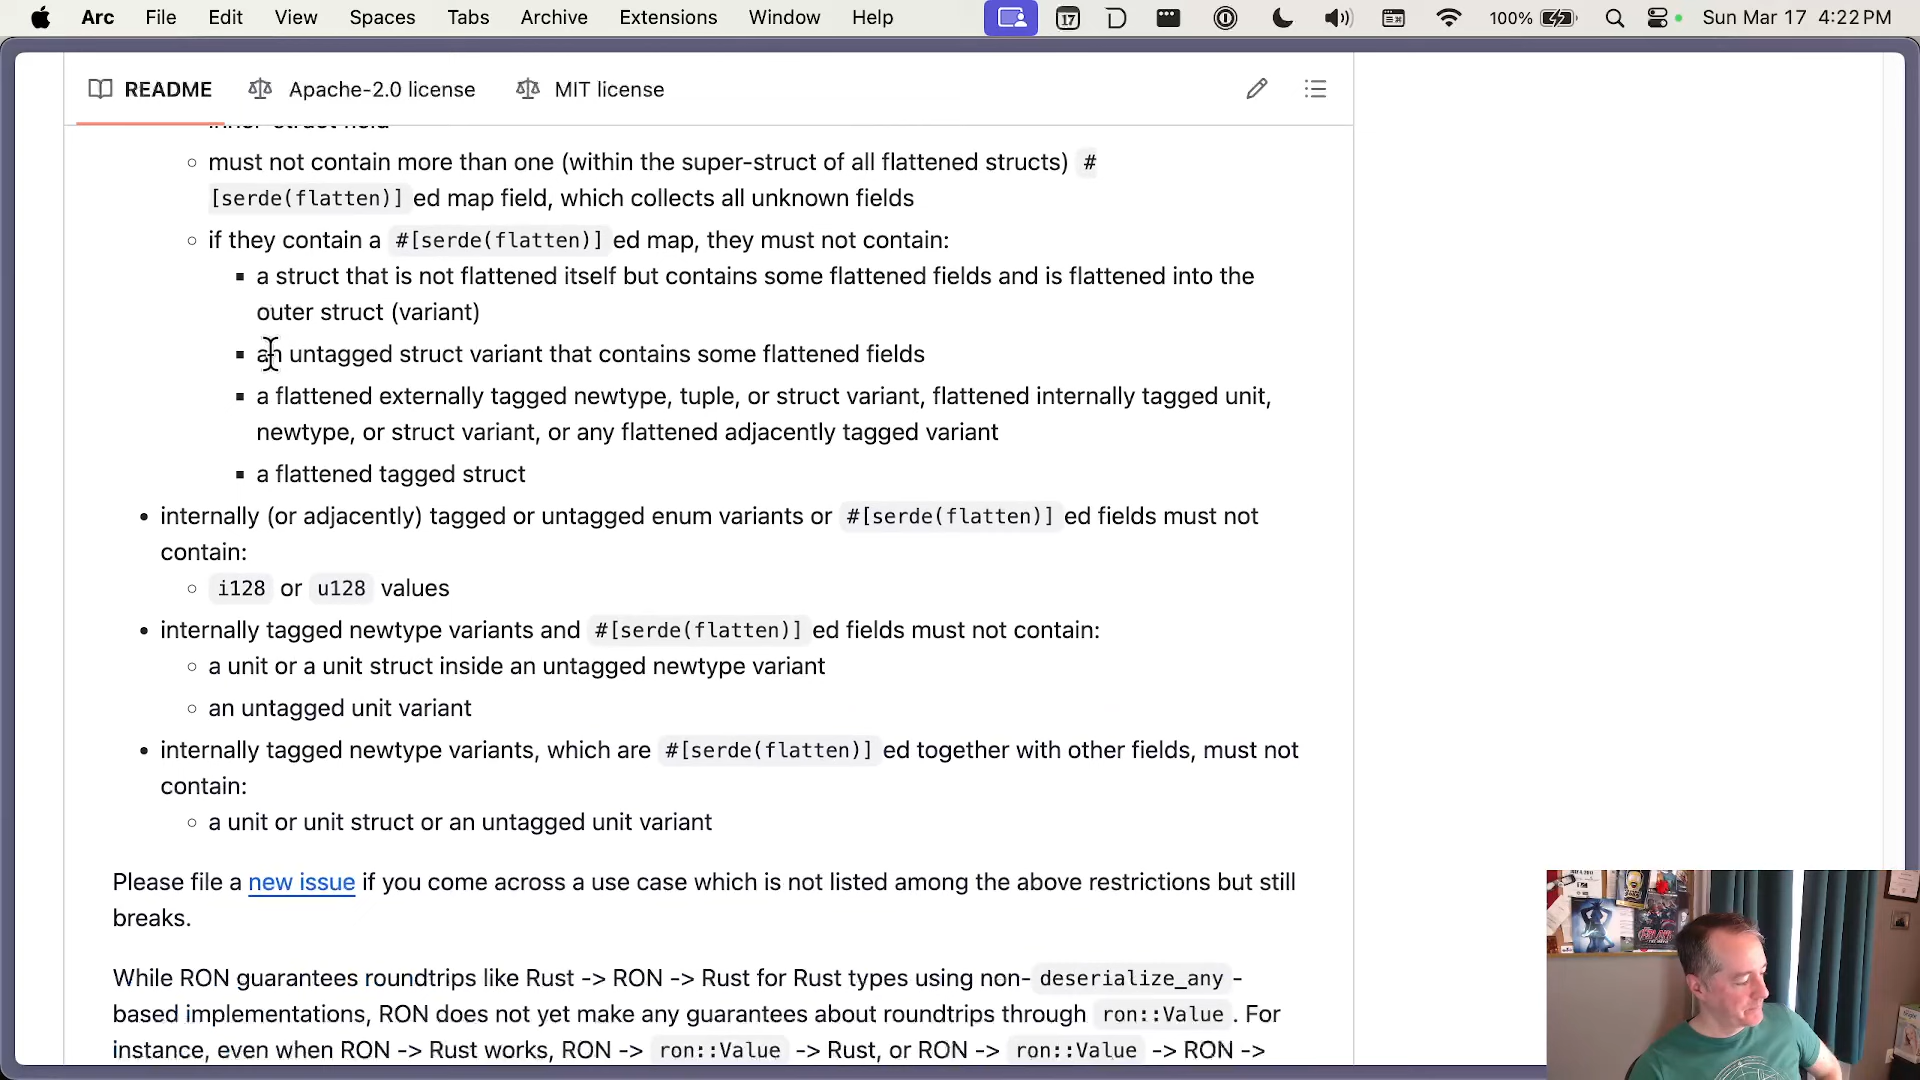 Arc File Edit View Spaces Tabs Archive Extensions Window Help 17 100% Sun Mar 17 4:22 PM
README Apache-2.0 license MIT license
must not contain more than one (within the super-struct of all flattened structs) #
[serde(flatten)] ed map field, which collects all unknown fields
if they contain a #[serde(flatten)] ed map, they must not contain:
a struct that is not flattened itself but contains some flattened fields and is flattened into the
outer struct (variant)
an untagged struct variant that contains some flattened fields
a flattened externally tagged newtype, tuple, or struct variant, flattened internally tagged unit,
newtype, or struct variant, or any flattened adjacently tagged variant
a flattened tagged struct
internally (or adjacently) tagged or untagged enum variants or #[serde(flatten)] ed fields must not
contain:
i128 or u128 values
internally tagged newtype variants and #[serde(flatten)] ed fields must not contain:
a unit or a unit struct inside an untagged newtype variant
an untagged unit variant
internally tagged newtype variants, which are #[serde(flatten)] ed together with other fields, must not
contain:
a unit or unit struct or an untagged unit variant
Please file a new issue if you come across a use case which is not listed among the above restrictions but still
breaks.
While RON guarantees roundtrips like Rust -> RON -> Rust for Rust types using non- deserialize_any -
based implementations, RON does not yet make any guarantees about roundtrips through ron::Value . For
instance, even when RON -> Rust works, RON -> ron::Value -> Rust, or RON -> ron::Value -> RON ->